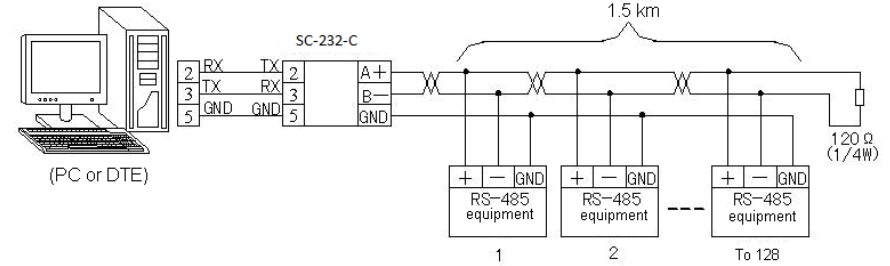 1.5 km
SC-232-C
2 RX TX 2 A+
3 TX RX 3 B−
5 GND GND 5 GND
120 Ω
(1/4W)
(PC or DTE)
+ − GND
RS-485
equipment
1
+ − GND
RS-485
equipment
2
+ − GND
RS-485
equipment
To 128